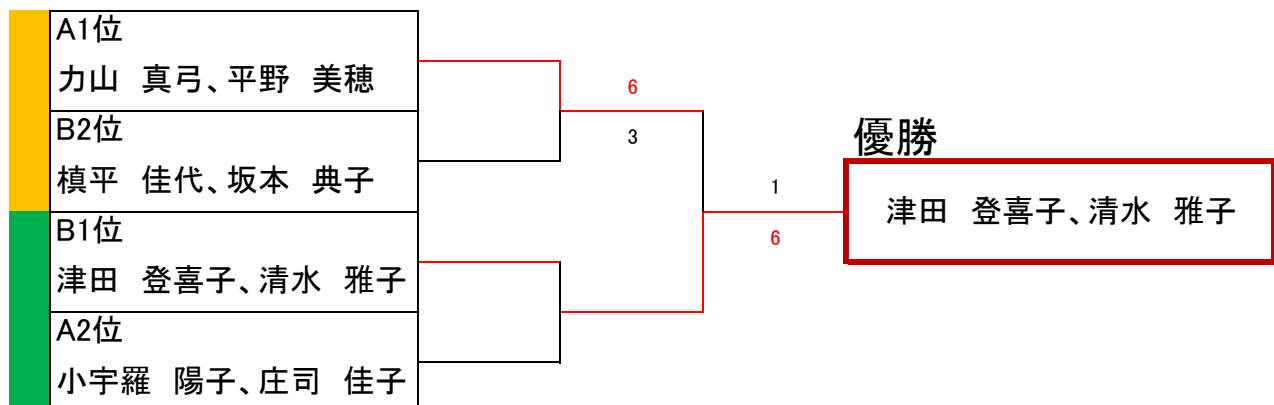 A1位
力山　真弓、平野　美穂
B2位
槙平　佳代、坂本　典子
B1位
津田　登喜子、清水　雅子
A2位
小宇羅　陽子、庄司　佳子
6
3
1
6
優勝
津田　登喜子、清水　雅子